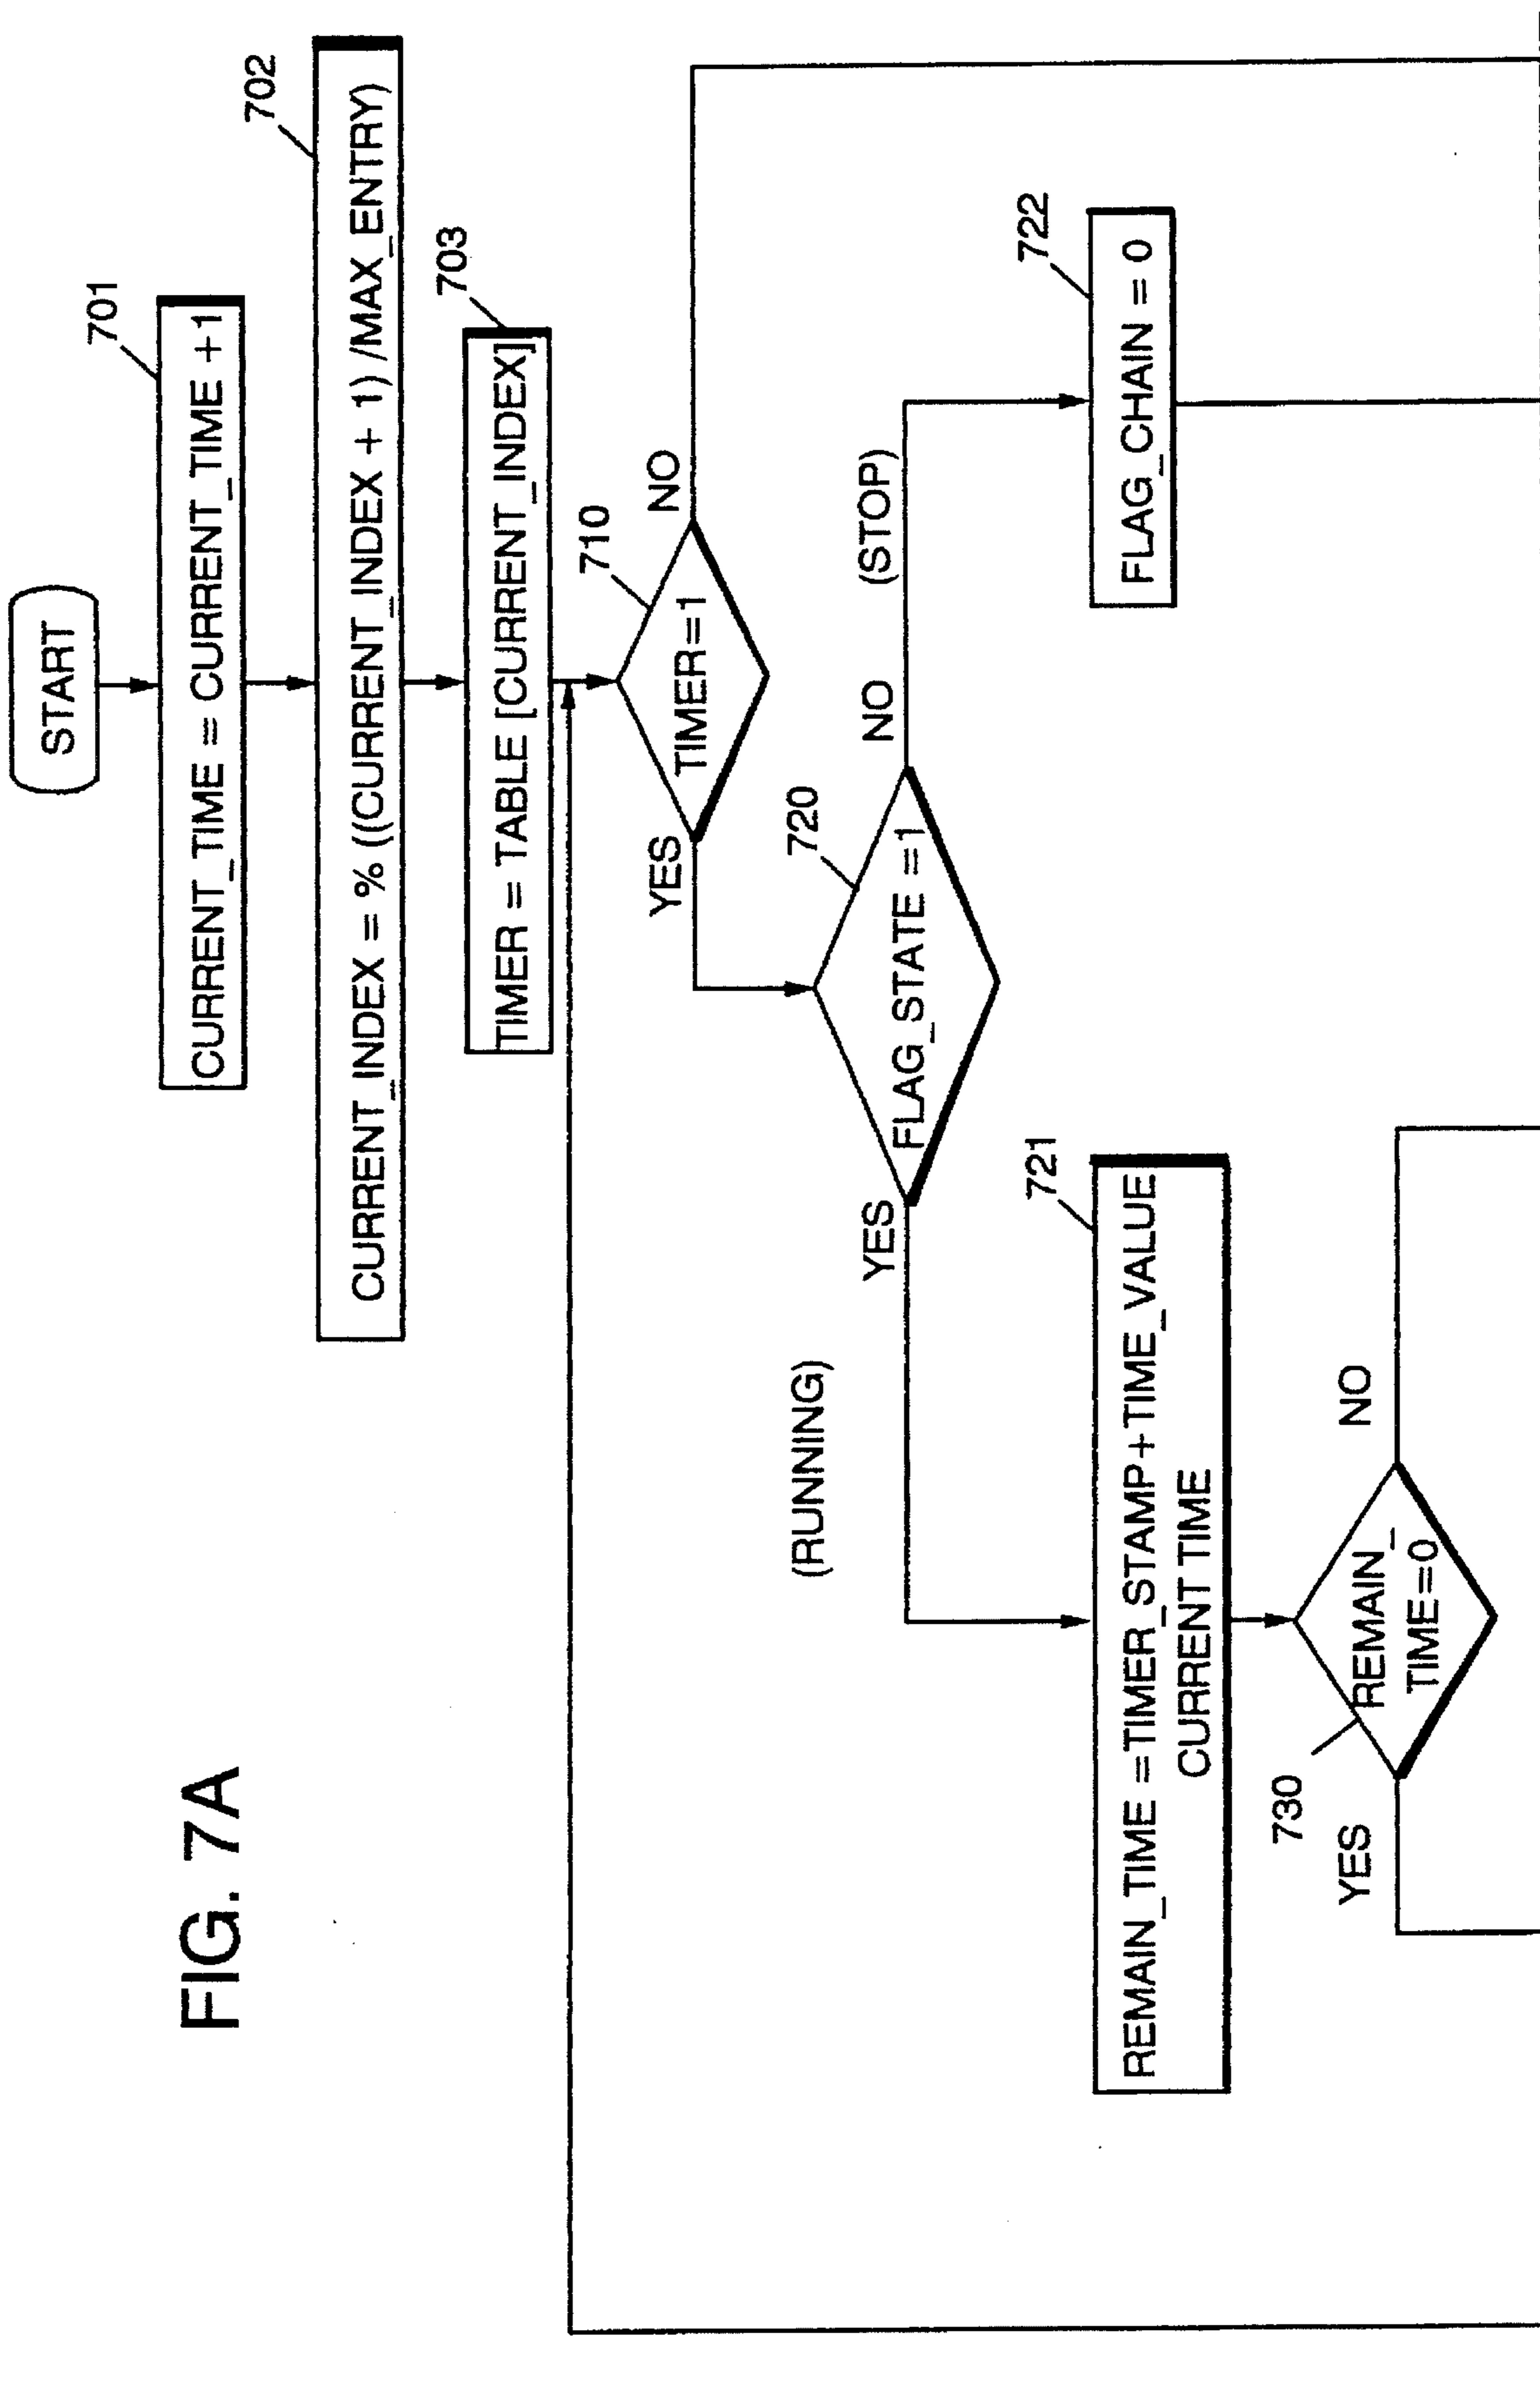 FIG. 7A
START
701
CURRENT_TIME = CURRENT_TIME +1
702
CURRENT_INDEX = % ((CURRENT_INDEX + 1) /MAX_ENTRY)
703
TIMER = TABLE [CURRENT_INDEX]
710
TIMER=1
YES
NO
720
FLAG_STATE =1
YES
NO
(RUNNING)
(STOP)
721
REMAIN_TIME =TIMER_STAMP+TIME_VALUE
CURRENT TIME
722
FLAG_CHAIN = 0
730
REMAIN_
TIME=0
YES
NO